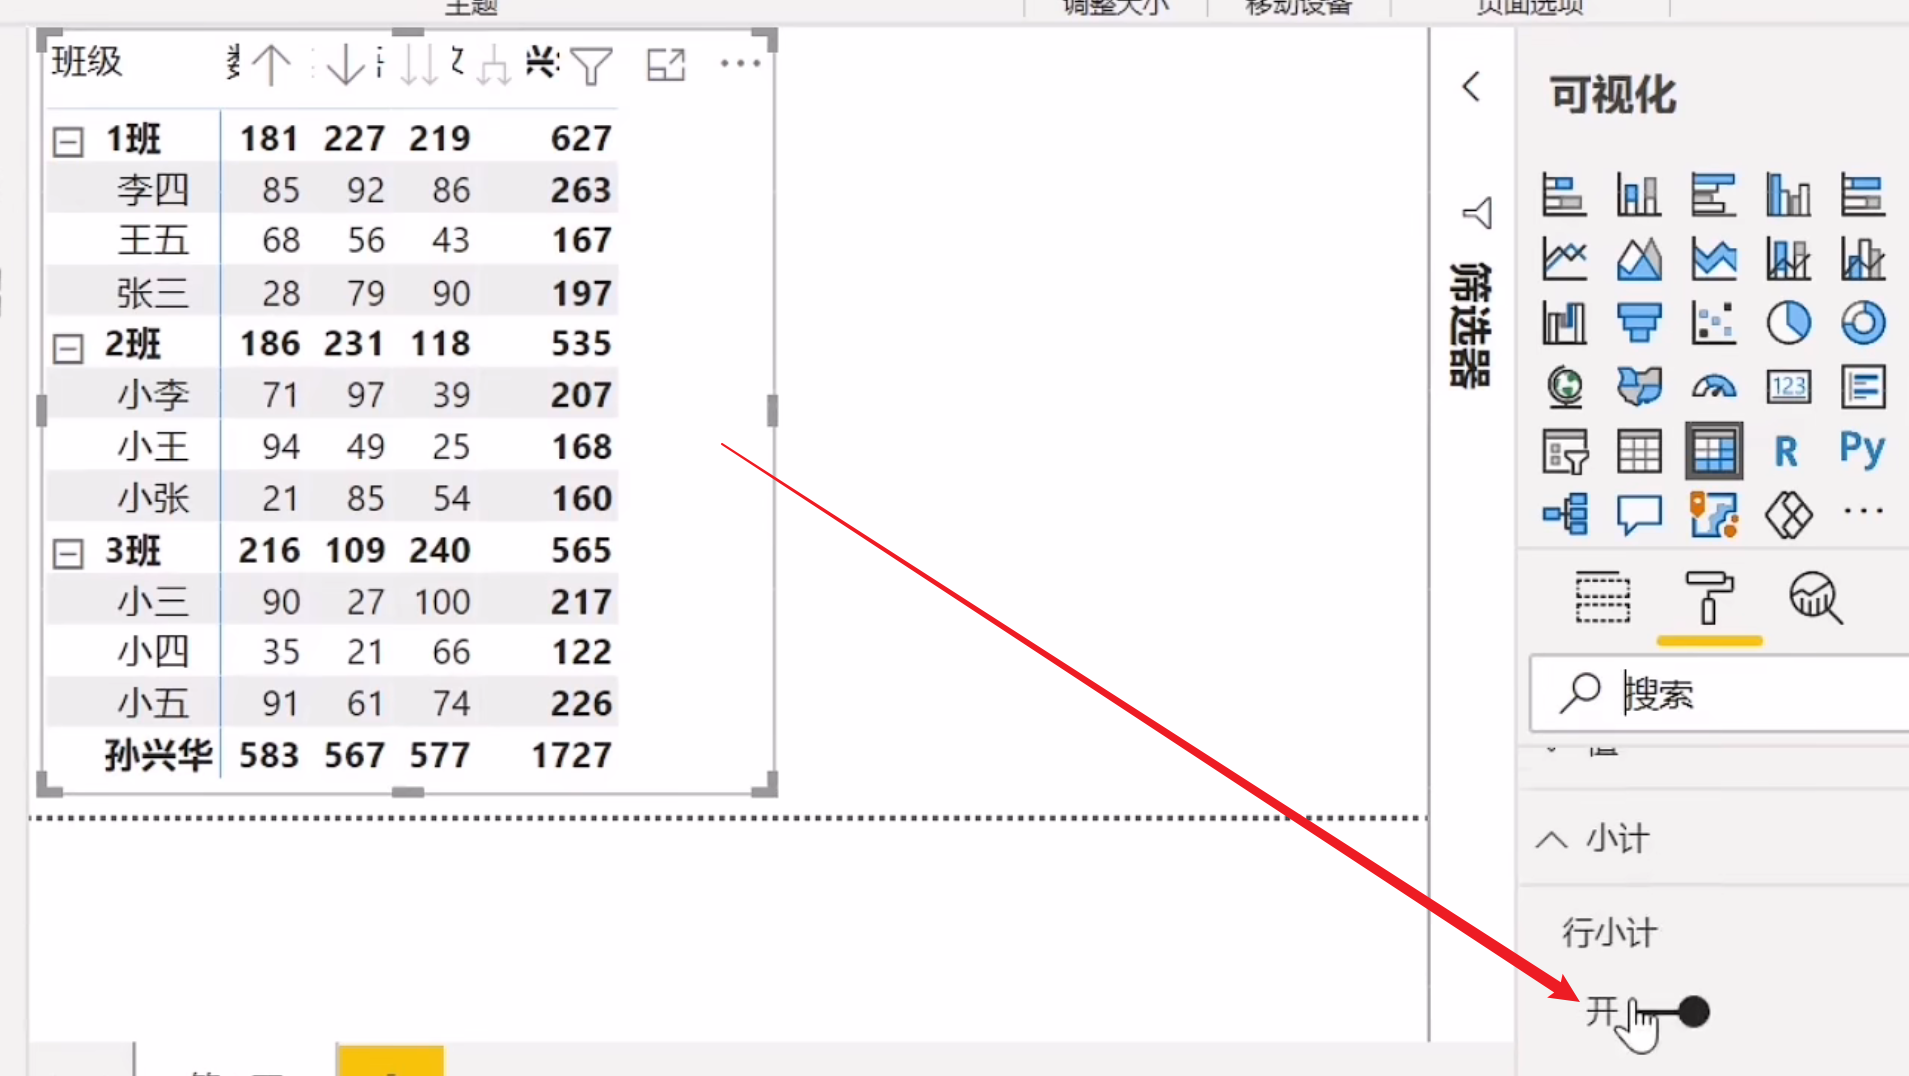 主题 调整大小 移动设备 页面选项
班级
1班 181 227 219 627
李四 85 92 86 263
王五 68 56 43 167
张三 28 79 90 197
2班 186 231 118 535
小李 71 97 39 207
小王 94 49 25 168
小张 21 85 54 160
3班 216 109 240 565
小三 90 27 100 217
小四 35 21 66 122
小五 91 61 74 226
孙兴华 583 567 577 1727
筛选器
可视化
123
R Py
搜索
值
小计
行小计
开